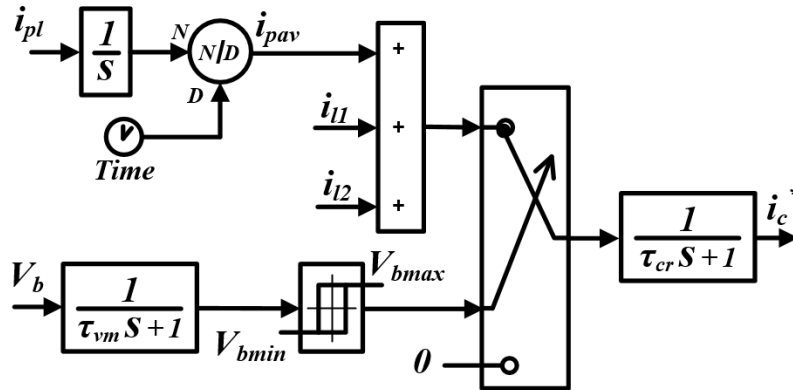 i_pl
1
s
N
N/D
D
i_pav
Time
i_l1
i_l2
+
+
+
V_b
1
τ_vm s + 1
V_bmax
V_bmin
0
1
τ_cr s + 1
i_c*